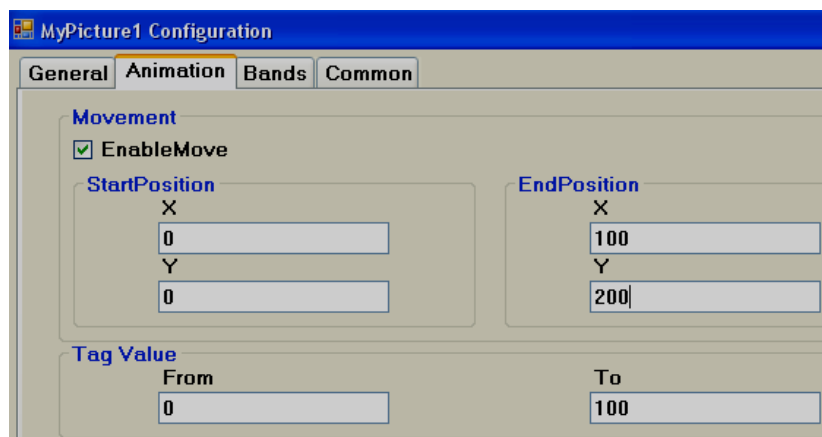 MyPicture1 Configuration
General Animation Bands Common
Movement
EnableMove
StartPosition EndPosition
X X
0 100
Y Y
0 200
Tag Value
From To
0 100